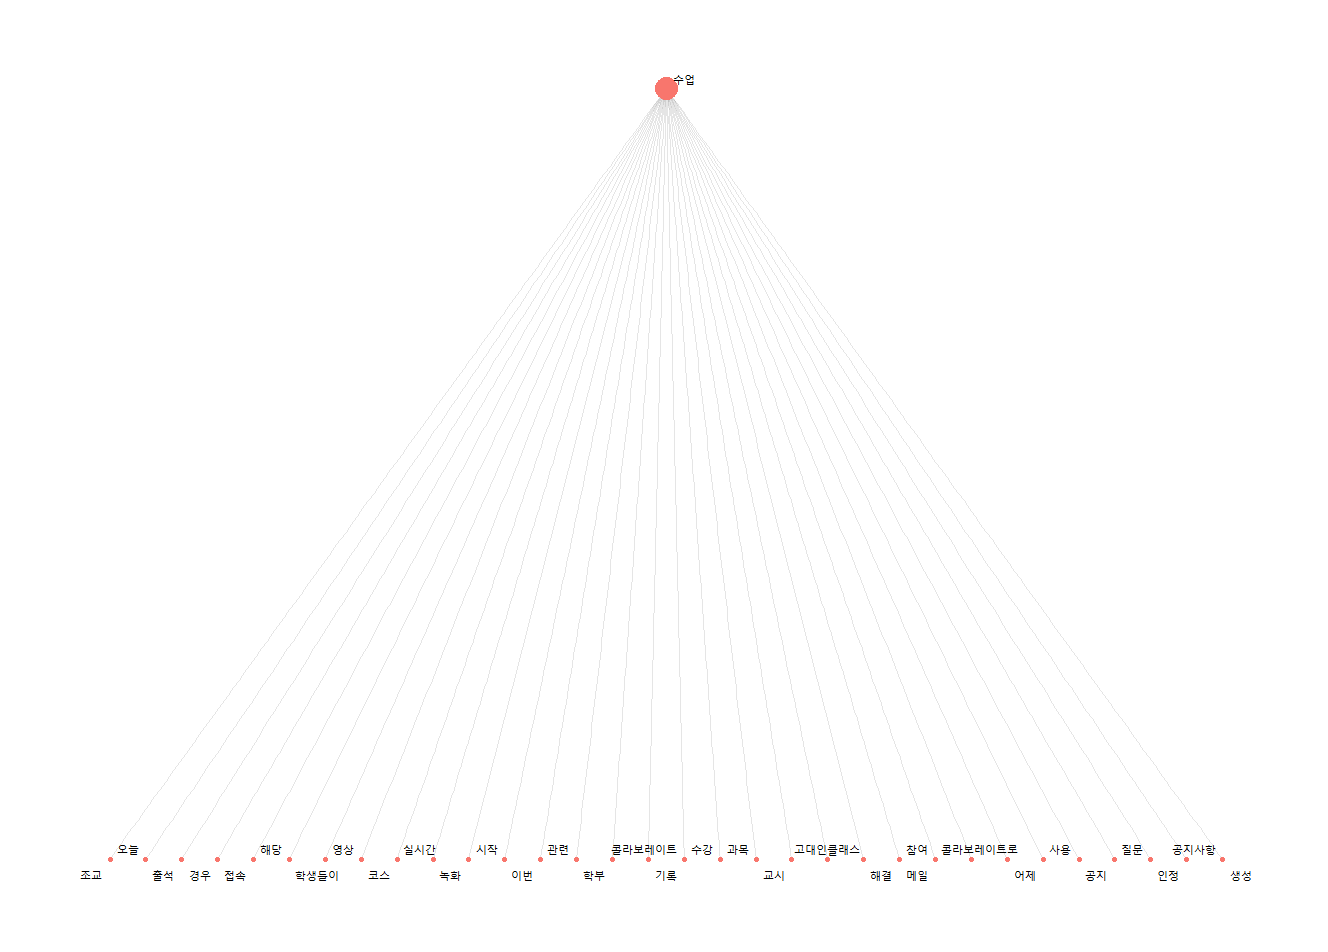 수업
오늘 해당 영상 실시간 시작 관련 콜라보레이트 수강 과목 고대인클래스 참여 콜라보레이트로 사용 질문 공지사항
조교 출석 경우 접속 학생들이 코스 녹화 이번 학부 기록 교시 해결 메일 어제 공지 인정 생성